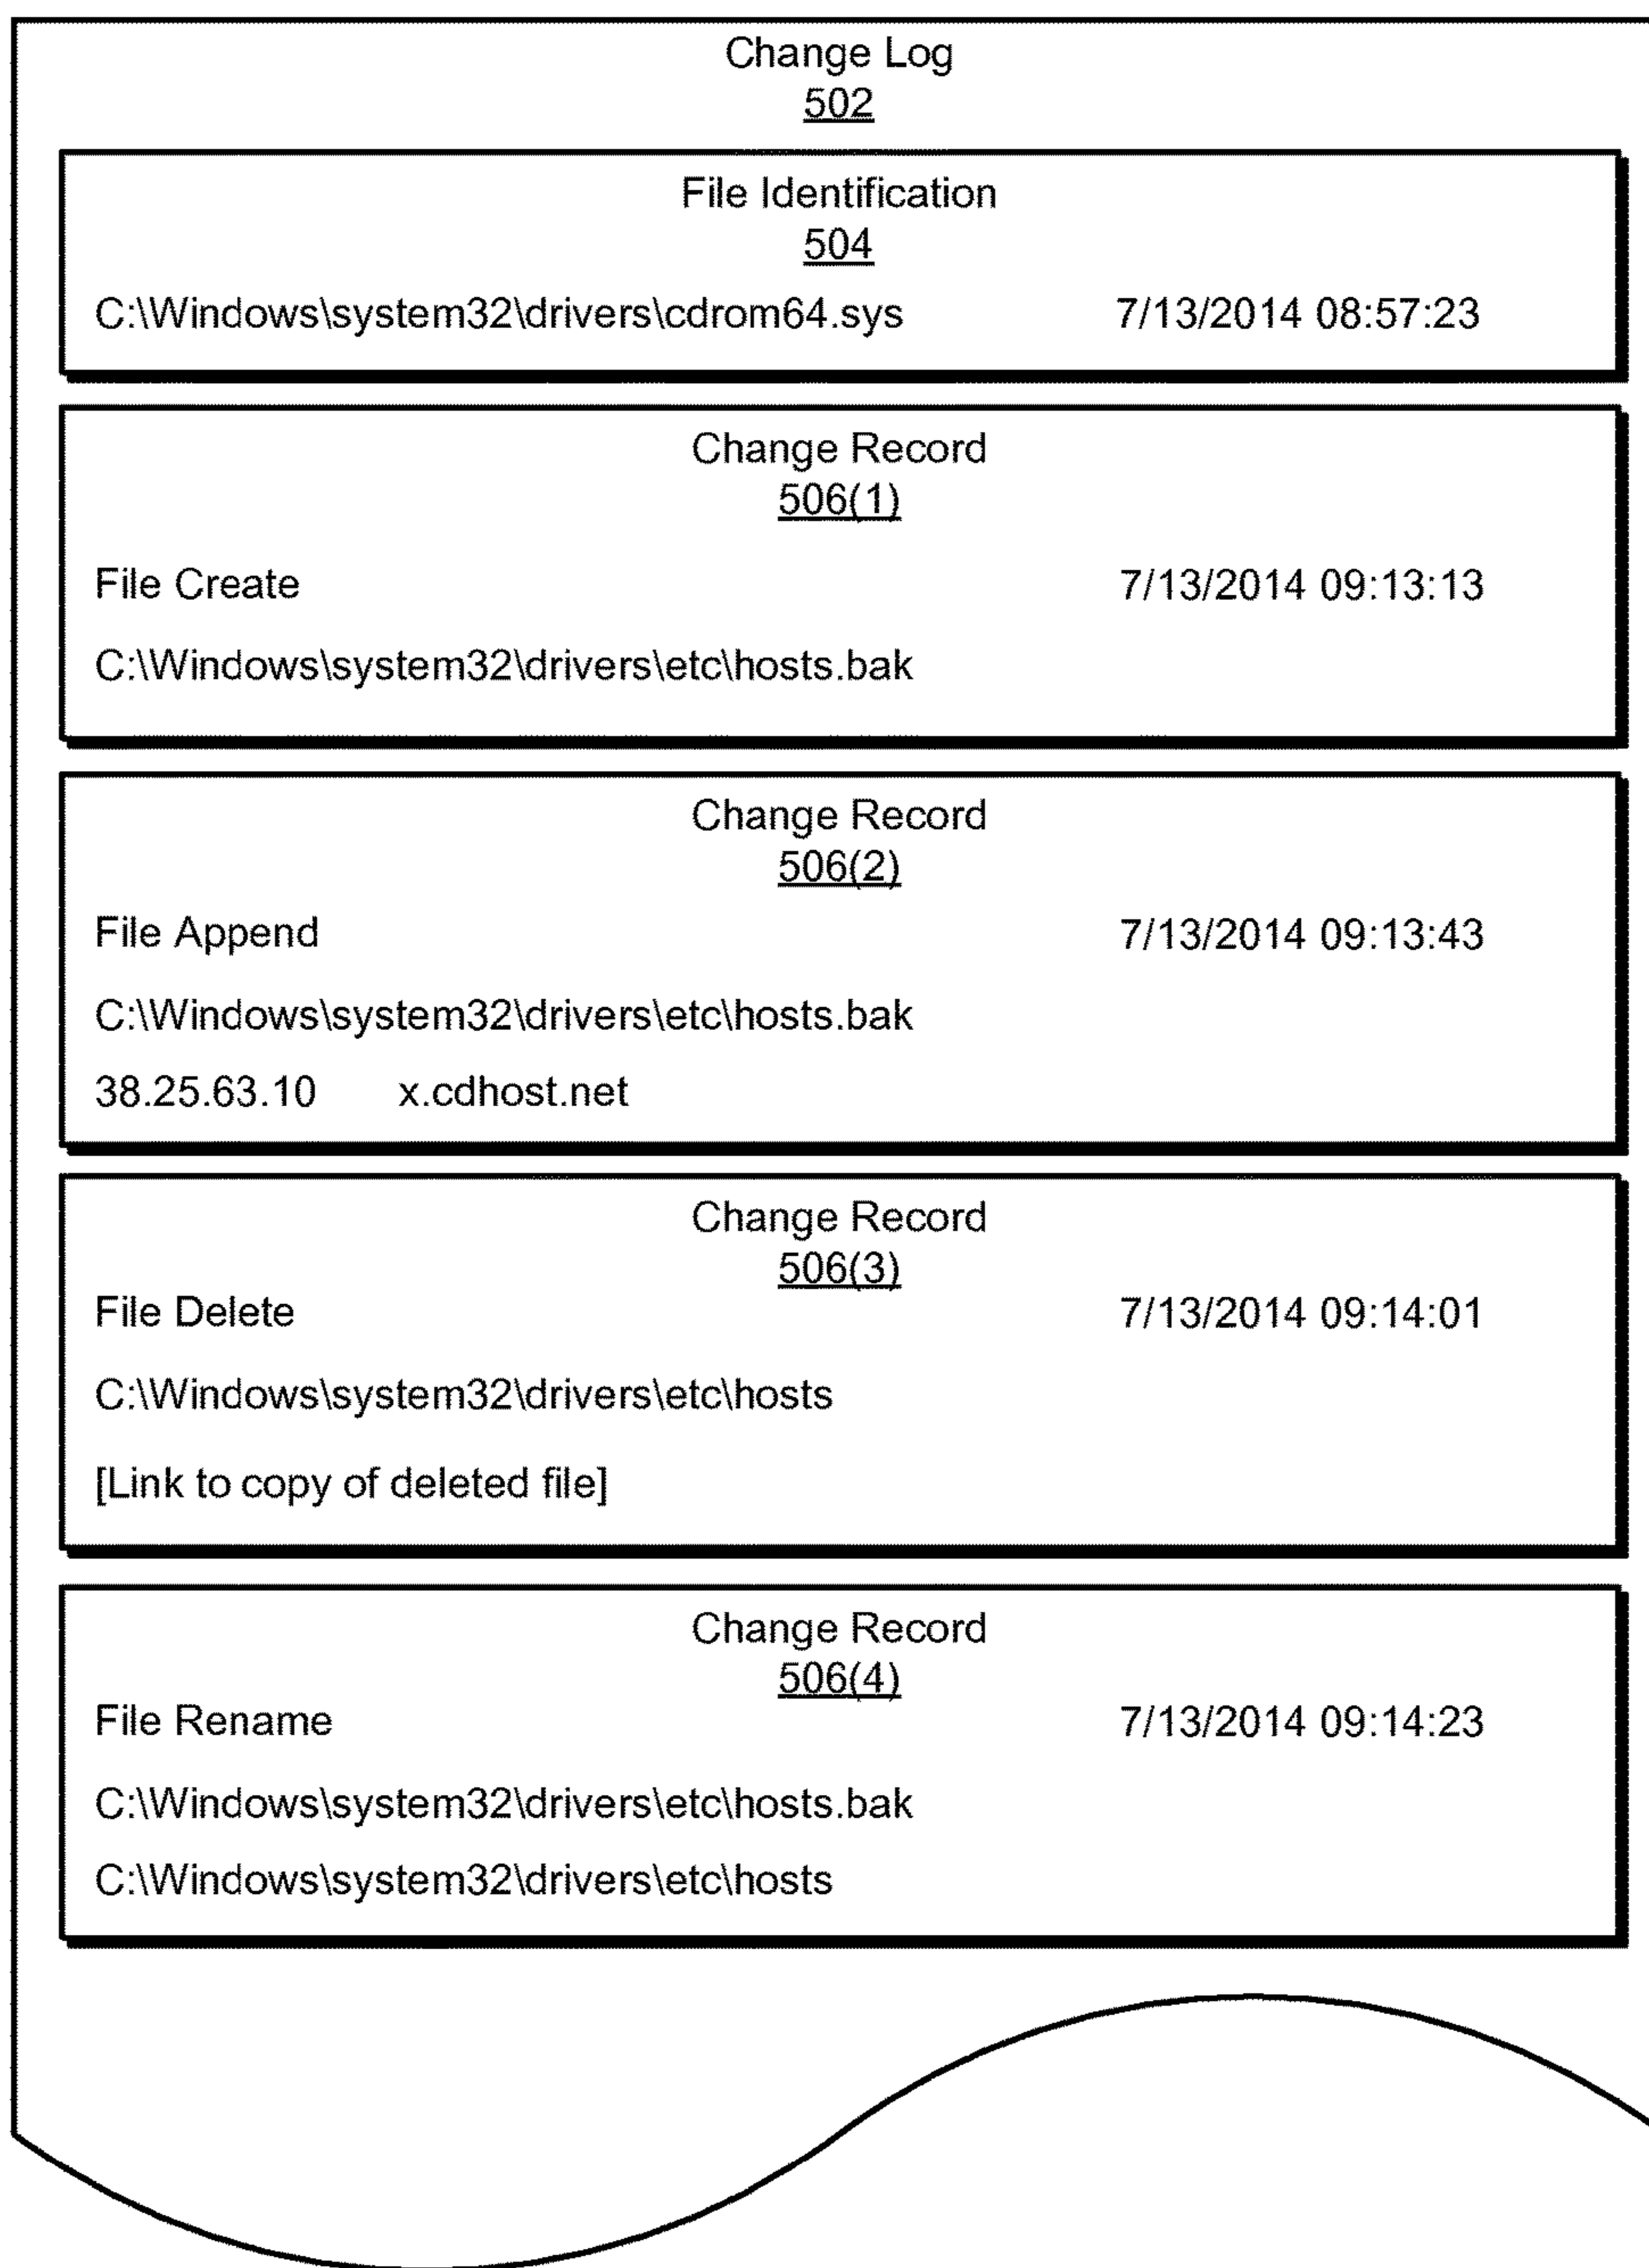 Change Log
502
File Identification
504
C:\Windows\system32\drivers\cdrom64.sys 7/13/2014 08:57:23
Change Record
506(1)
File Create 7/13/2014 09:13:13
C:\Windows\system32\drivers\etc\hosts.bak
Change Record
506(2)
File Append 7/13/2014 09:13:43
C:\Windows\system32\drivers\etc\hosts.bak
38.25.63.10 x.cdhost.net
Change Record
506(3)
File Delete 7/13/2014 09:14:01
C:\Windows\system32\drivers\etc\hosts
[Link to copy of deleted file]
Change Record
506(4)
File Rename 7/13/2014 09:14:23
C:\Windows\system32\drivers\etc\hosts.bak
C:\Windows\system32\drivers\etc\hosts